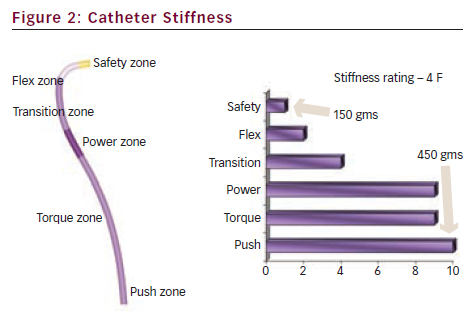 Figure 2: Catheter Stiffness
Safety zone
Flex zone
Transition zone
Power zone
Torque zone
Push zone
Stiffness rating – 4 F
Safety
150 gms
Flex
Transition
450 gms
Power
Torque
Push
0 2 4 6 8 10